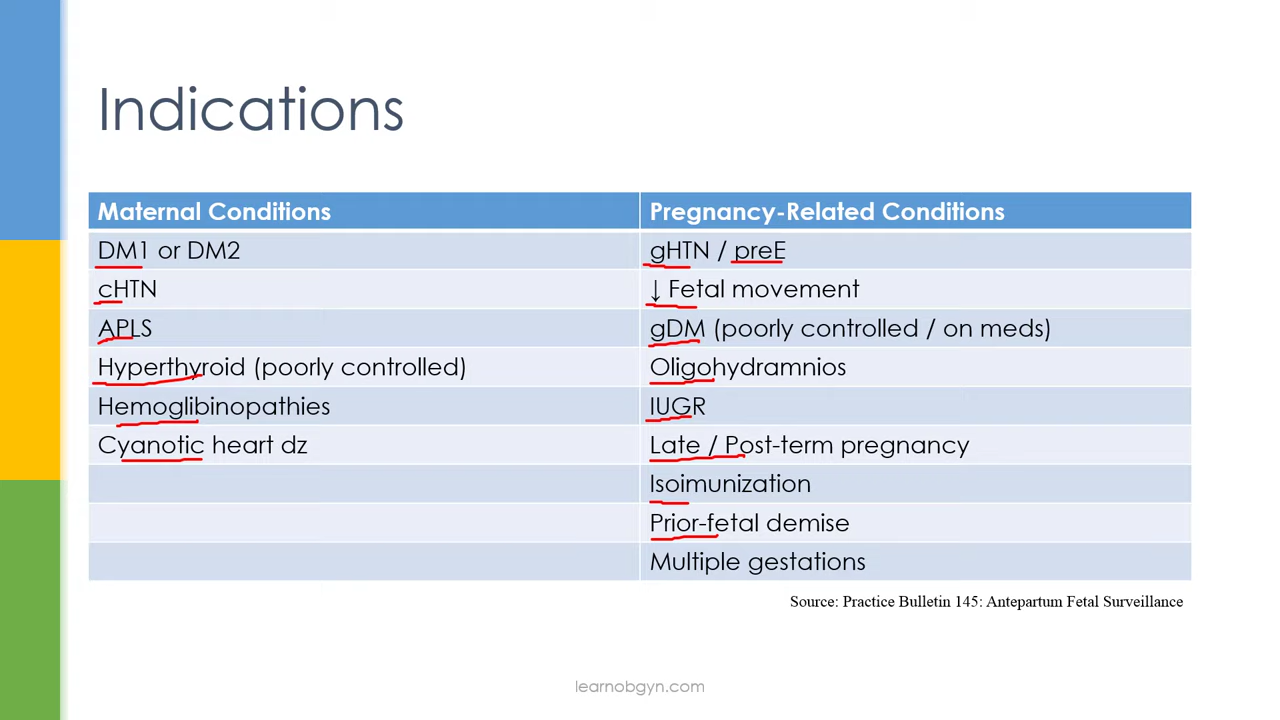 Indications
Maternal Conditions
Pregnancy-Related Conditions
DM1 or DM2
gHTN / preE
cHTN
↓ Fetal movement
APLS
gDM (poorly controlled / on meds)
Hyperthyroid (poorly controlled)
Oligohydramnios
Hemoglibinopathies
IUGR
Cyanotic heart dz
Late / Post-term pregnancy
Isoimunization
Prior-fetal demise
Multiple gestations
Source: Practice Bulletin 145: Antepartum Fetal Surveillance
learnobgyn.com